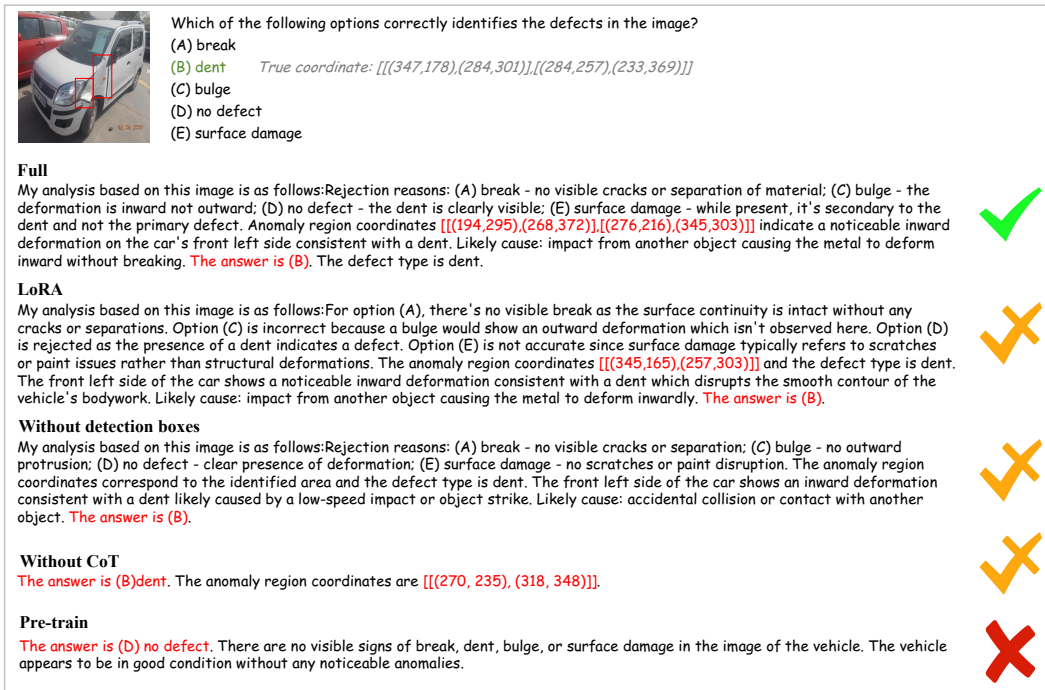 Which of the following options correctly identifies the defects in the image?
(A) break
(B) dent True coordinate: [[(347,178),(284,301)],[(284,257),(233,369)]]
(C) bulge
(D) no defect
(E) surface damage
Full
My analysis based on this image is as follows:Rejection reasons: (A) break - no visible cracks or separation of material; (C) bulge - the
deformation is inward not outward; (D) no defect - the dent is clearly visible; (E) surface damage - while present, it's secondary to the
dent and not the primary defect. Anomaly region coordinates [[(194,295),(268,372)],[(276,216),(345,303)]] indicate a noticeable inward
deformation on the car's front left side consistent with a dent. Likely cause: impact from another object causing the metal to deform
inward without breaking. The answer is (B). The defect type is dent.
LoRA
My analysis based on this image is as follows:For option (A), there's no visible break as the surface continuity is intact without any
cracks or separations. Option (C) is incorrect because a bulge would show an outward deformation which isn't observed here. Option (D)
is rejected as the presence of a dent indicates a defect. Option (E) is not accurate since surface damage typically refers to scratches
or paint issues rather than structural deformations. The anomaly region coordinates [[(345,165),(257,303)]] and the defect type is dent.
The front left side of the car shows a noticeable inward deformation consistent with a dent which disrupts the smooth contour of the
vehicle's bodywork. Likely cause: impact from another object causing the metal to deform inwardly. The answer is (B).
Without detection boxes
My analysis based on this image is as follows:Rejection reasons: (A) break - no visible cracks or separation; (C) bulge - no outward
protrusion; (D) no defect - clear presence of deformation; (E) surface damage - no scratches or paint disruption. The anomaly region
coordinates correspond to the identified area and the defect type is dent. The front left side of the car shows an inward deformation
consistent with a dent likely caused by a low-speed impact or object strike. Likely cause: accidental collision or contact with another
object. The answer is (B).
Without CoT
The answer is (B)dent. The anomaly region coordinates are [[(270, 235), (318, 348)]].
Pre-train
The answer is (D) no defect. There are no visible signs of break, dent, bulge, or surface damage in the image of the vehicle. The vehicle
appears to be in good condition without any noticeable anomalies.